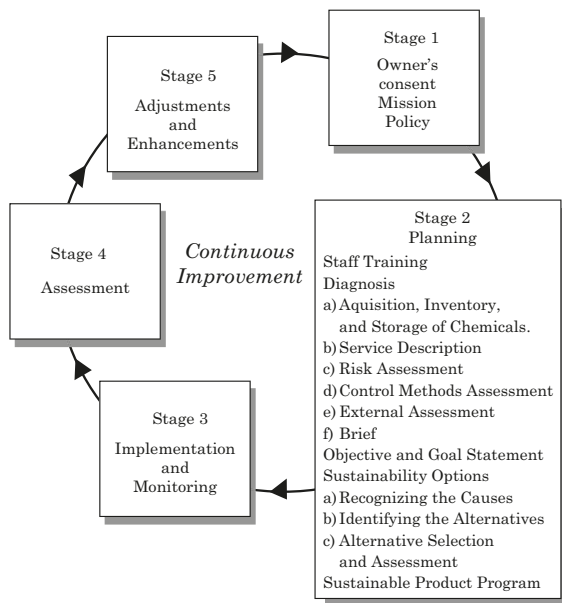 Stage 1
Owner's
consent
Mission
Policy
Stage 2
Planning
Staff Training
Diagnosis
a) Aquisition, Inventory,
and Storage of Chemicals.
b) Service Description
c) Risk Assessment
d) Control Methods Assessment
e) External Assessment
f) Brief
Objective and Goal Statement
Sustainability Options
a) Recognizing the Causes
b) Identifying the Alternatives
c) Alternative Selection
and Assessment
Sustainable Product Program
Stage 3
Implementation
and
Monitoring
Stage 4
Assessment
Stage 5
Adjustments
and
Enhancements
Continuous
Improvement